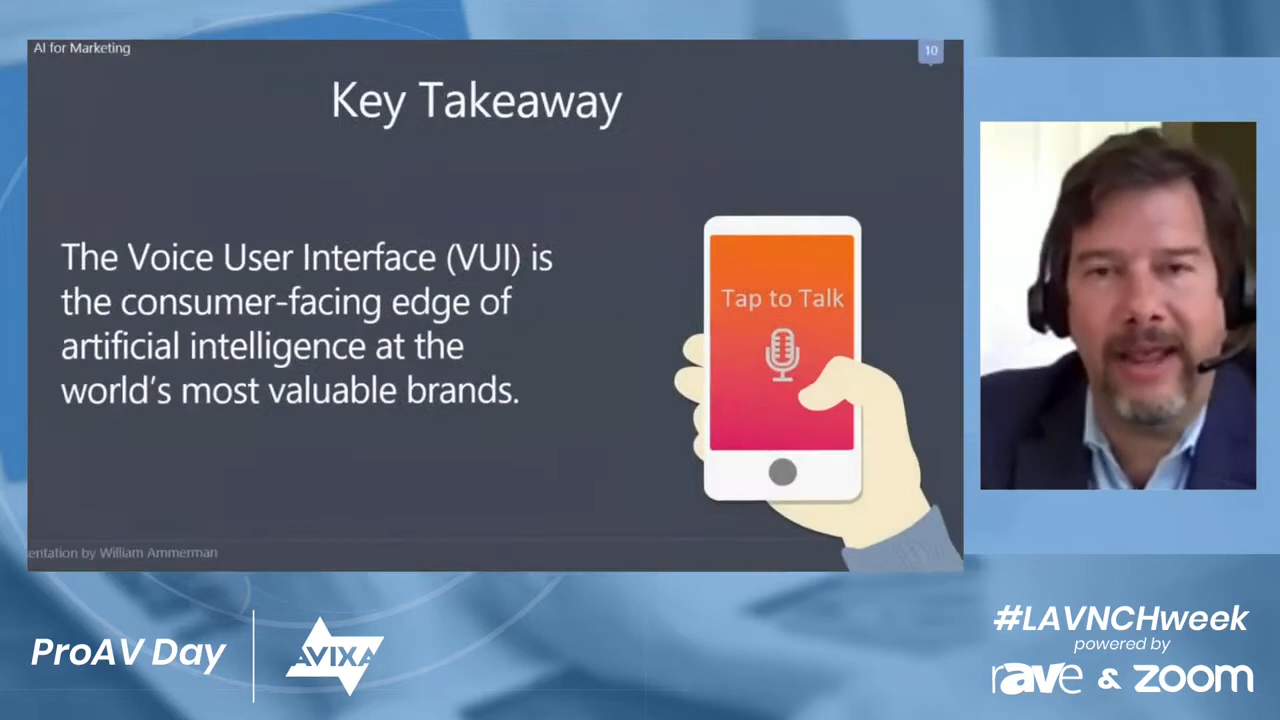 AI for Marketing
10
Key Takeaway
The Voice User Interface (VUI) is
the consumer-facing edge of
artificial intelligence at the
world's most valuable brands.
Tap to Talk
entation by William Ammerman
ProAV Day
AVIXA
#LAVNCHweek
powered by
rave & zoom